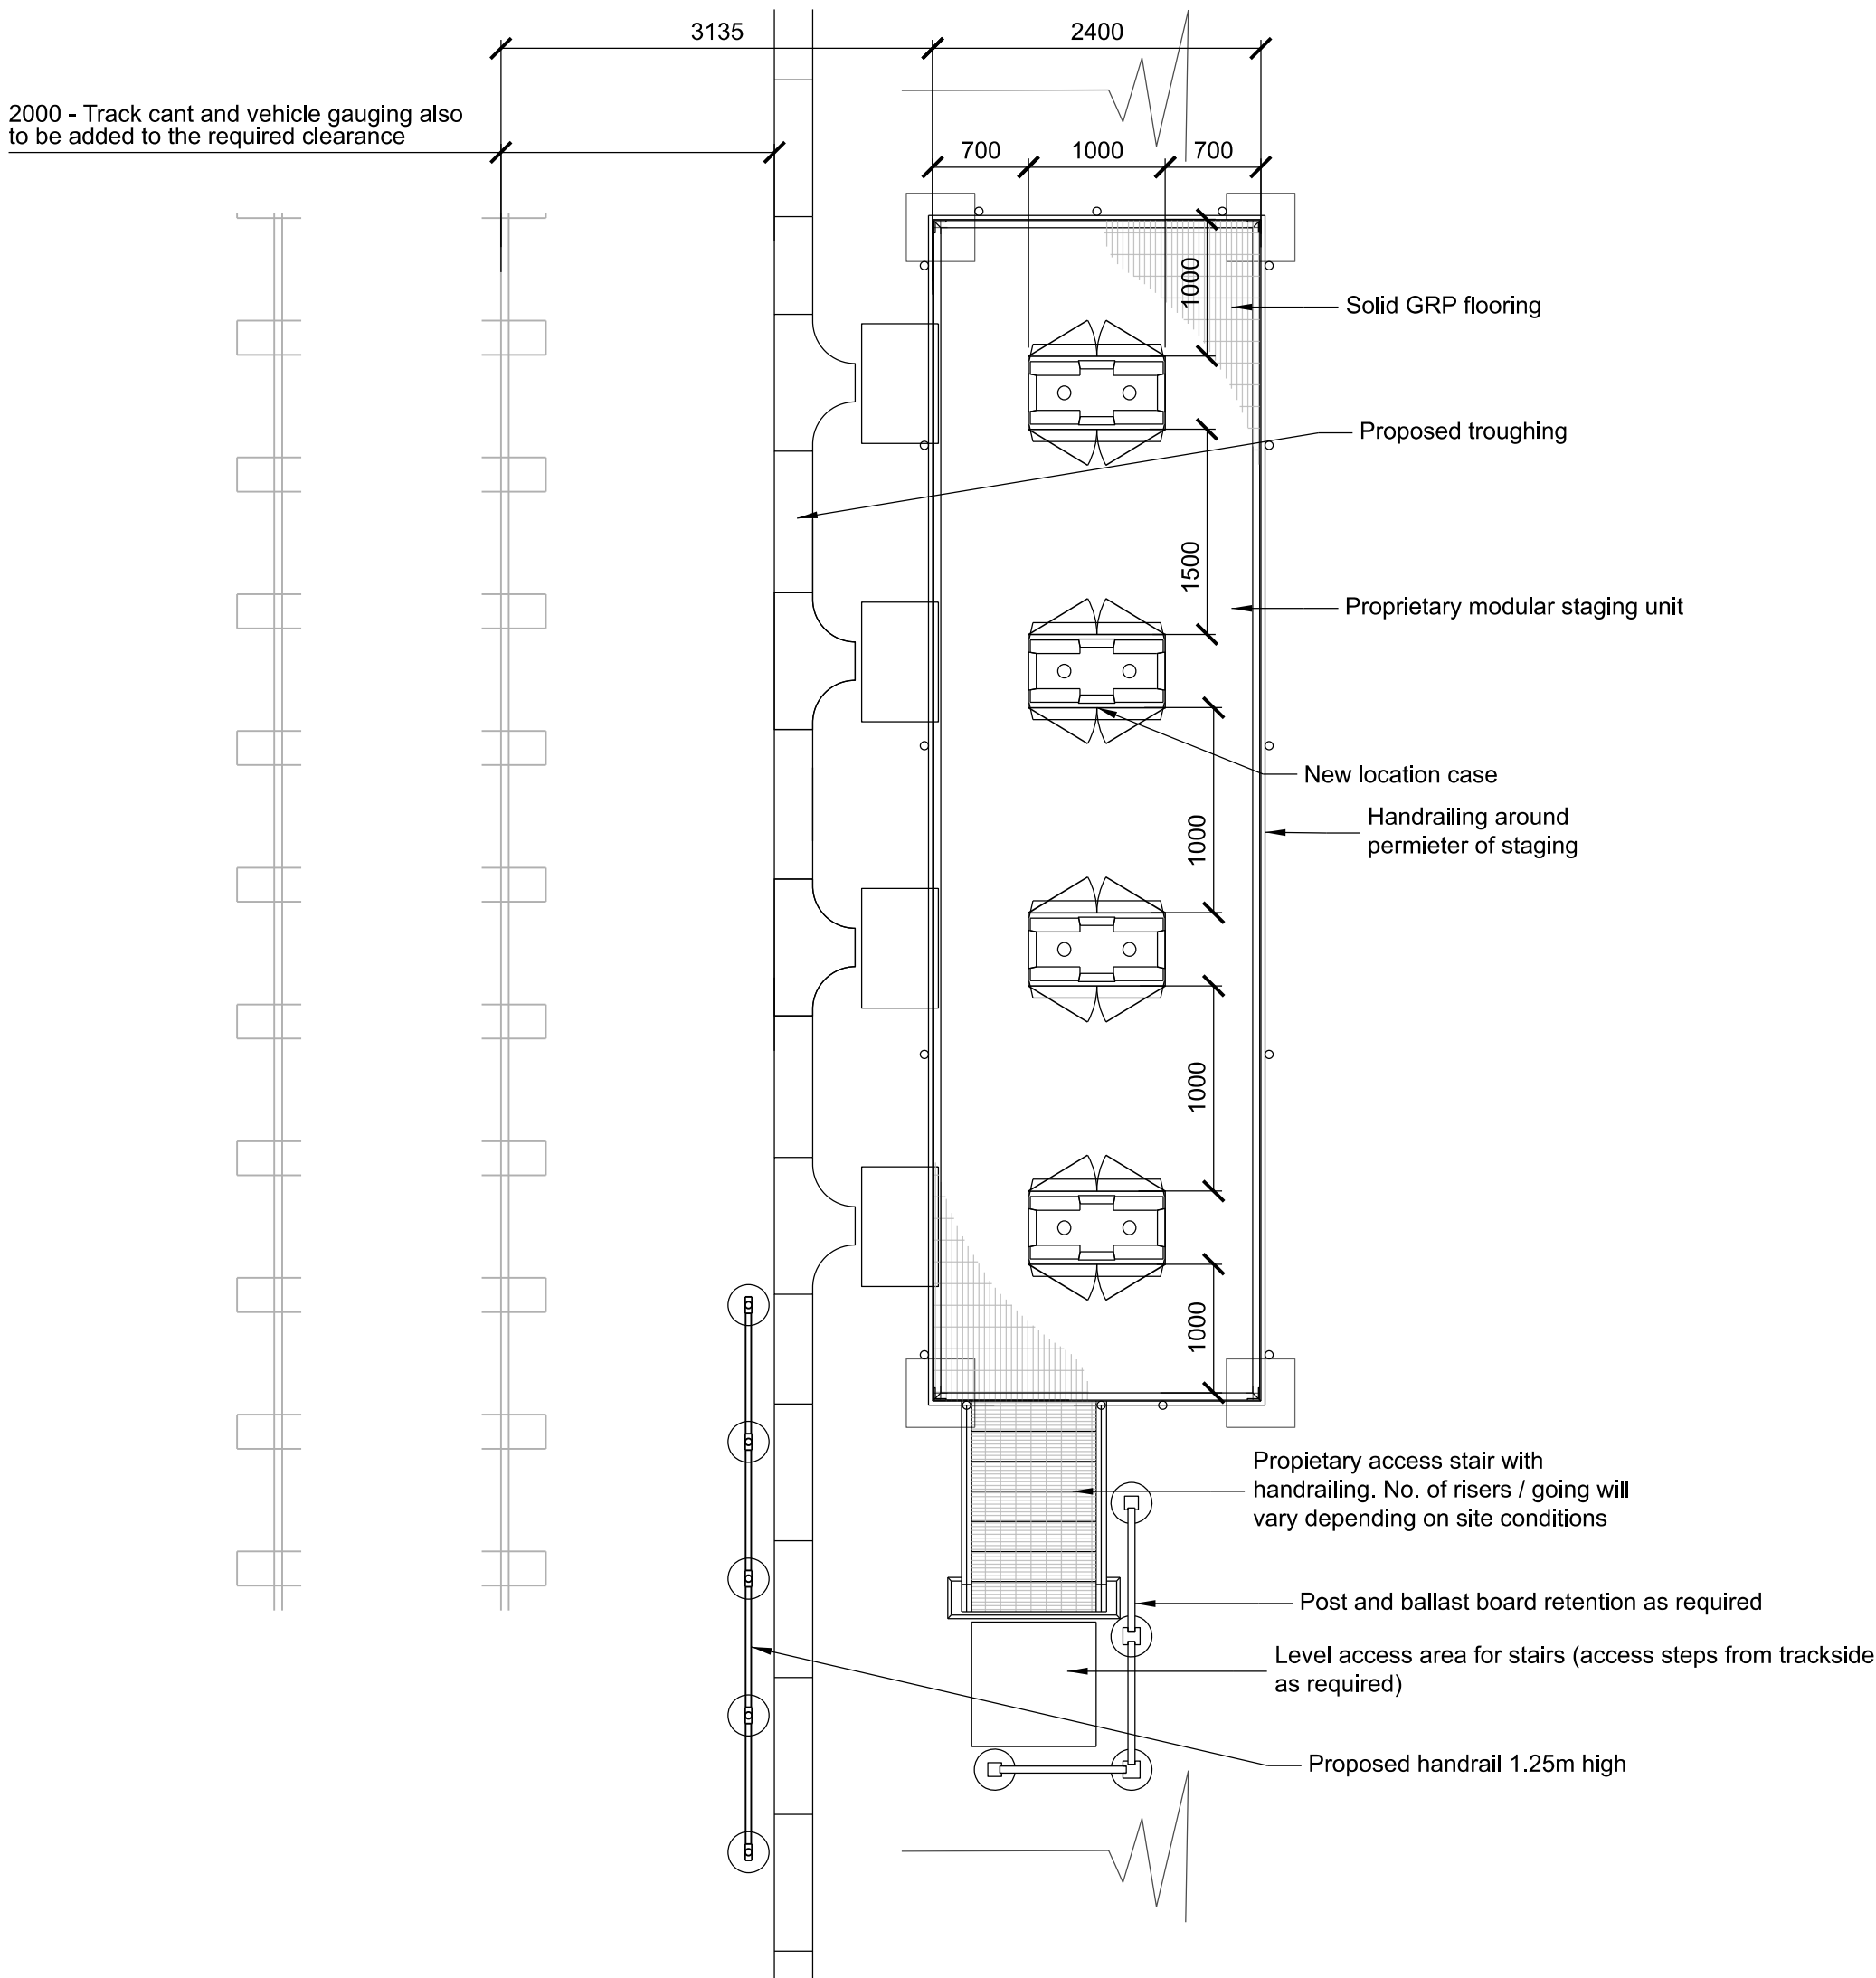 3135
2400
2000 - Track cant and vehicle gauging also
to be added to the required clearance
700
1000
700
1000
Solid GRP flooring
Proposed troughing
1500
Proprietary modular staging unit
New location case
Handrailing around
permieter of staging
1000
1000
1000
Propietary access stair with
handrailing. No. of risers / going will
vary depending on site conditions
Post and ballast board retention as required
Level access area for stairs (access steps from trackside
as required)
Proposed handrail 1.25m high